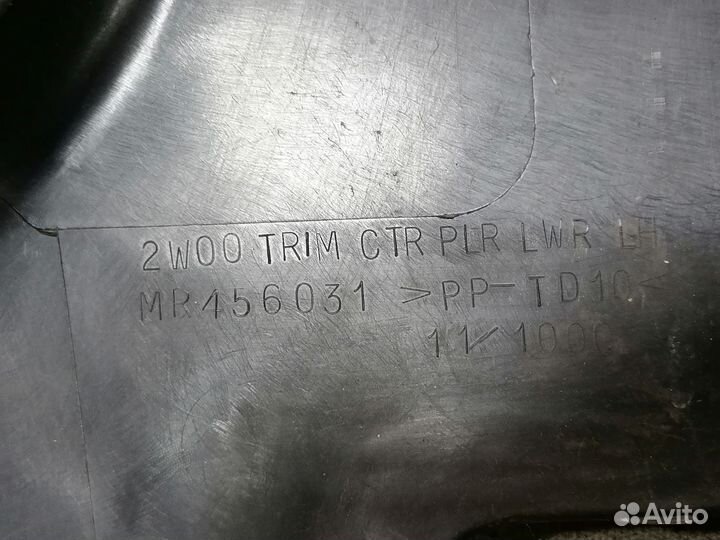 2W00 TRIM CTR PLR LWR LH
MR456031 >PP-TD10<
11/1000
Avito